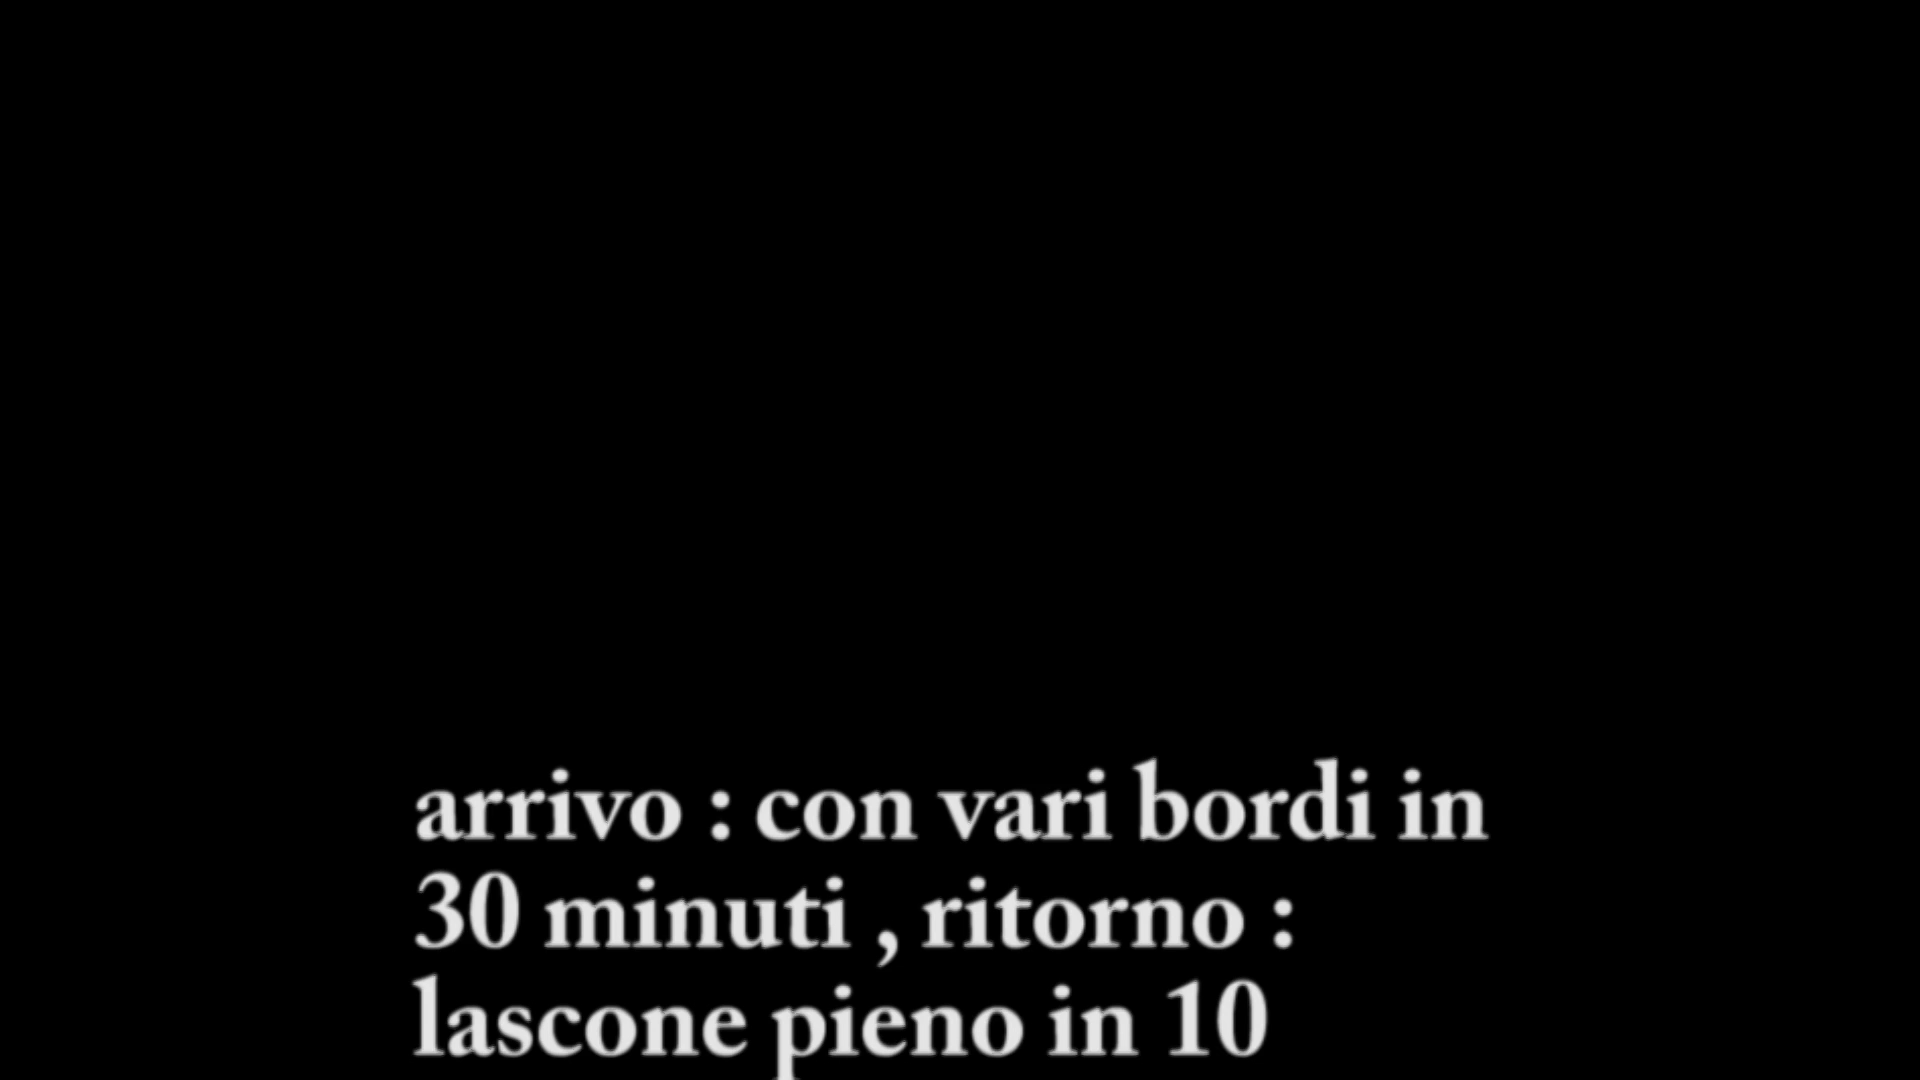 arrivo : con vari bordi in
30 minuti , ritorno :
lascone pieno in 10